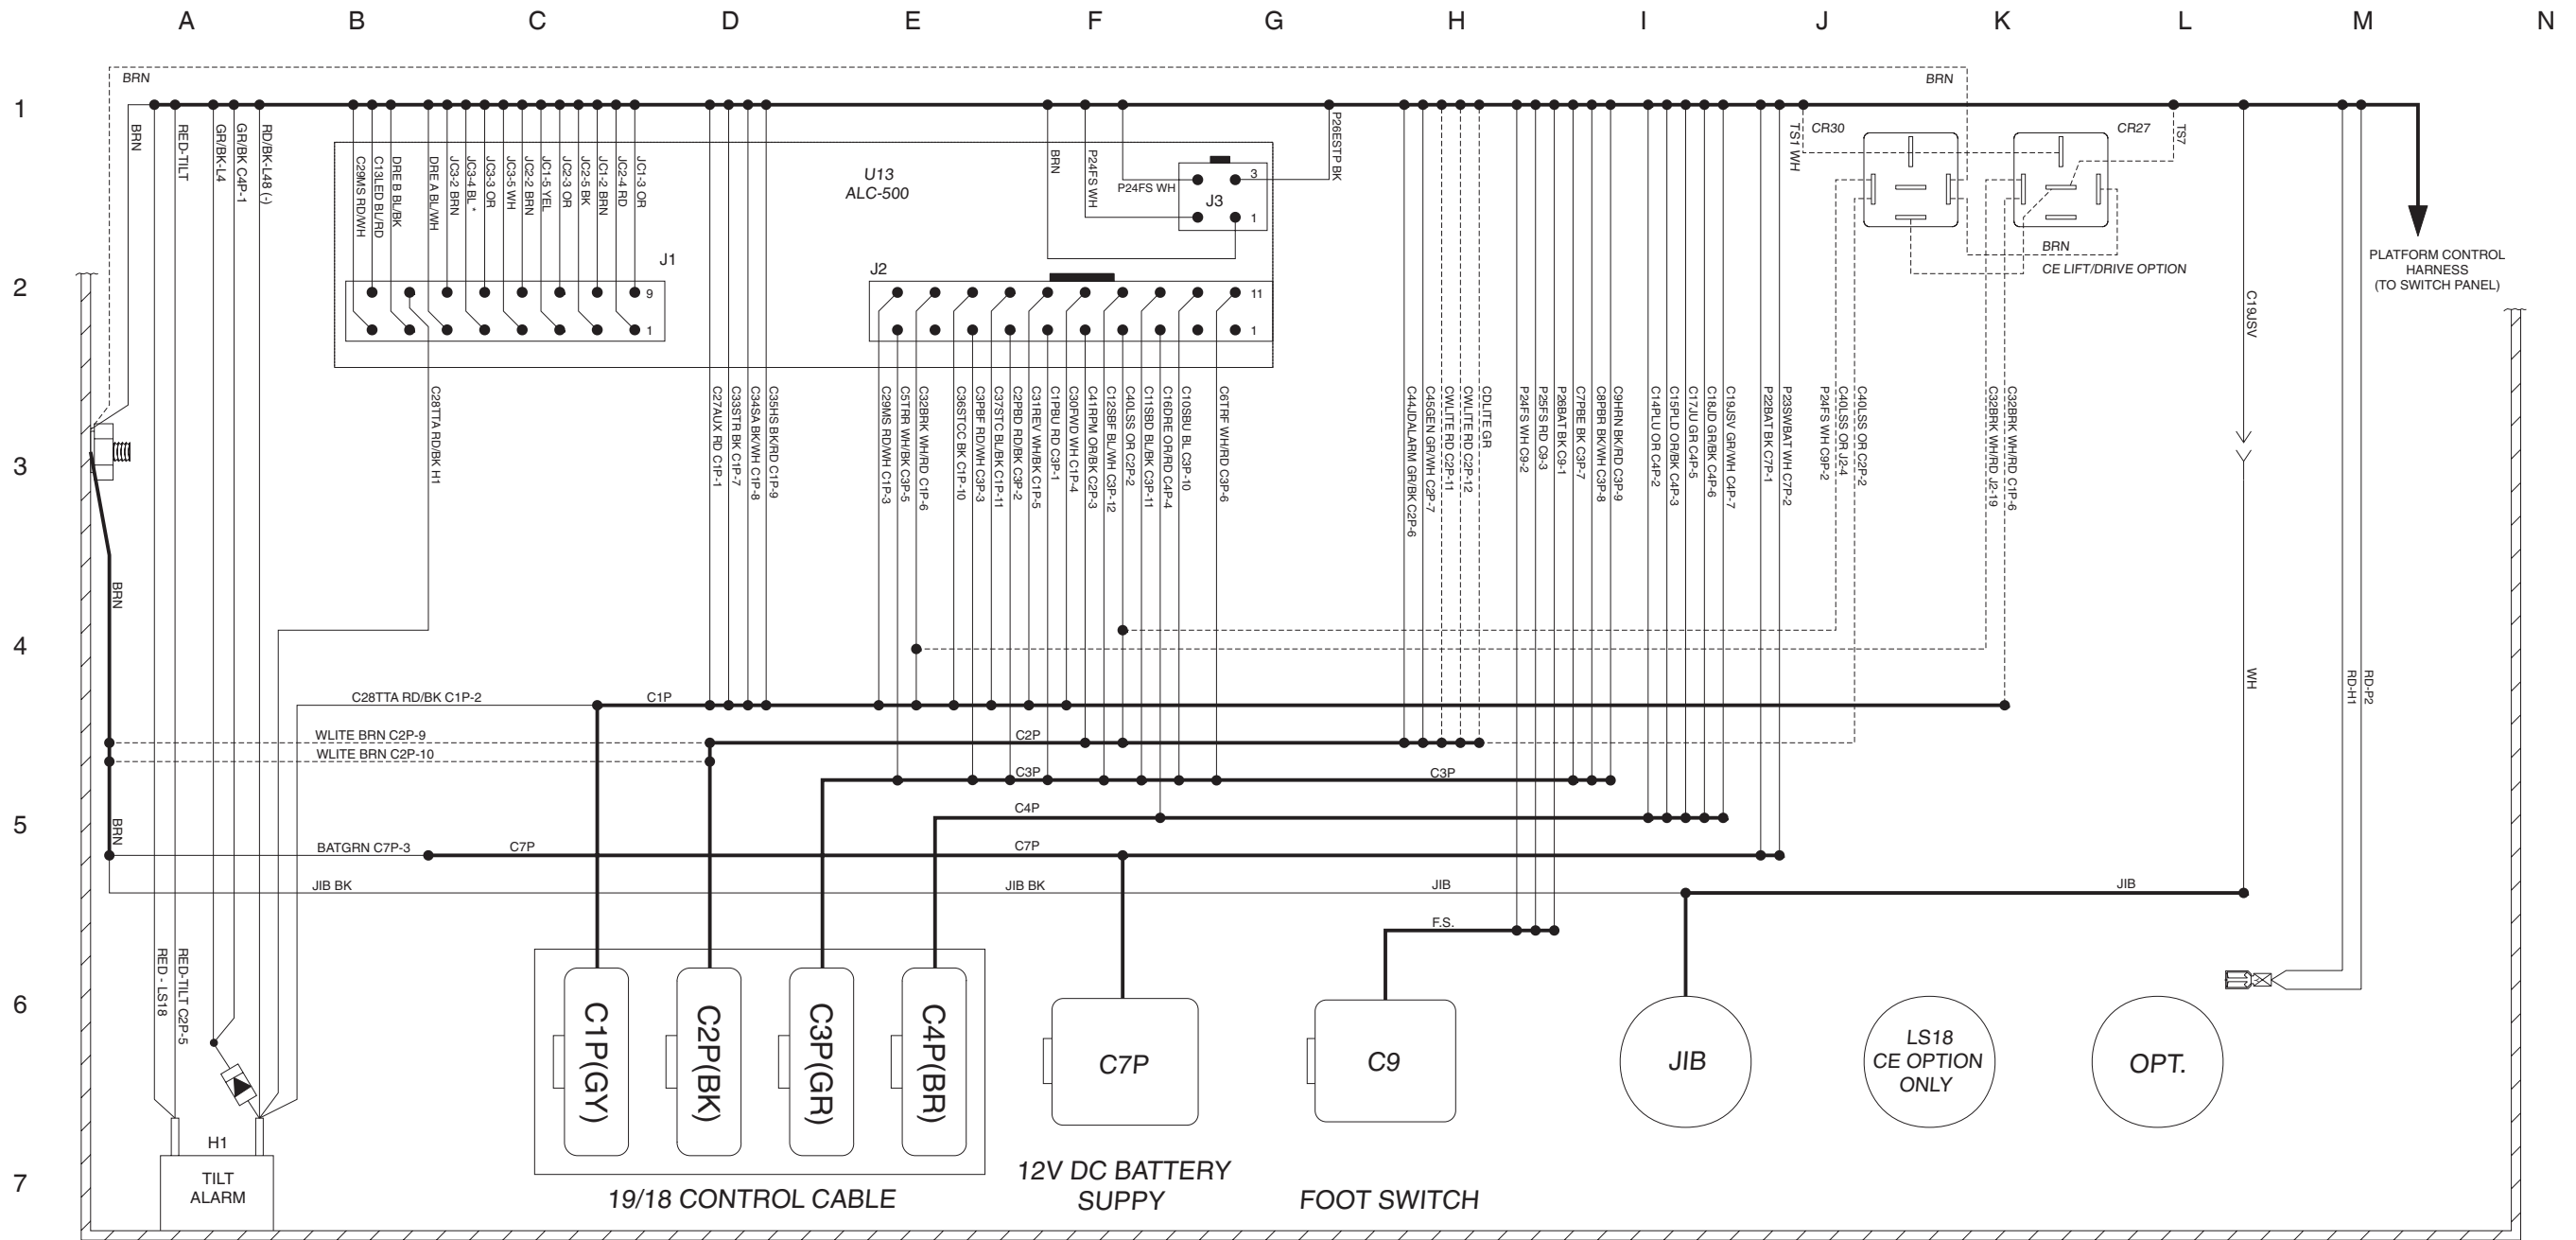 A B C D E F G H I J K L M N
1
2
3
4
5
6
7
BRN
BRN
BRN
RED-TILT
GR/BK-L4
GR/BK C4P-1
RD/BK-L48 (-)
C29MS RD/WH
C13LED BL/RD
DRE B BL/BK
DRE A BL/WH
JC3-2 BRN
JC3-4 BL *
JC3-3 OR
JC3-5 WH
JC2-2 BRN
JC1-5 YEL
JC2-3 OR
JC2-5 BK
JC1-2 BRN
JC2-4 RD
JC1-3 OR
U13
ALC-500
BRN
P24FS WH
P24FS WH
P26ESTP BK
3
J3
1
J1
9
1
J2
11
1
TS1 WH
CR30
CR27
TS7
BRN
CE LIFT/DRIVE OPTION
PLATFORM CONTROL
HARNESS
(TO SWITCH PANEL)
C19JSV
C28TTA RD/BK H1
C27AUX RD C1P-1
C33STR BK C1P-7
C34SA BK/WH C1P-8
C35HS BK/RD C1P-9
C29MS RD/WH C1P-3
C5TRR WH/BK C3P-5
C32BRK WH/RD C1P-6
C36STCC BK C1P-10
C3PBF RD/WH C3P-3
C37STC BL/BK C1P-11
C2PBD RD/BK C3P-2
C31REV WH/BK C1P-5
C1PBU RD C3P-1
C30FWD WH C1P-4
C41RPM OR/BK C2P-3
C12SBF BL/WH C3P-12
C40LSS OR C2P-2
C11SBD BL/BK C3P-11
C16DRE OR/RD C4P-4
C10SBU BL C3P-10
C6TRF WH/RD C3P-6
C44JDALARM GR/BK C2P-6
C45GEN GR/WH C2P-7
CWLITE RD C2P-11
CWLITE RD C2P-12
CDLITE GR
P24FS WH C9-2
P25FS RD C9-3
P26BAT BK C9-1
C7PBE BK C3P-7
C8PBR BK/WH C3P-8
C9HRN BK/RD C3P-9
C14PLU OR C4P-2
C15PLD OR/BK C4P-3
C17JU GR C4P-5
C18JD GR/BK C4P-6
C19JSV GR/WH C4P-7
P22BAT BK C7P-1
P23SWBAT WH C7P-2
P24FS WH C9P-2
C40LSS OR J2-4
C40LSS OR C2P-2
C32BRK WH/RD J2-19
C32BRK WH/RD C1P-6
BRN
WH
RD-H1
RD-P2
C28TTA RD/BK C1P-2
C1P
WLITE BRN C2P-9
C2P
WLITE BRN C2P-10
C3P
C3P
C4P
BRN
BATGRN C7P-3
C7P
C7P
JIB BK
JIB BK
JIB
JIB
F.S.
RED - LS18
RED-TILT C2P-5
C1P(GY)
C2P(BK)
C3P(GR)
C4P(BR)
C7P
C9
JIB
LS18
CE OPTION
ONLY
OPT.
H1
TILT
ALARM
19/18 CONTROL CABLE
12V DC BATTERY
SUPPY
FOOT SWITCH